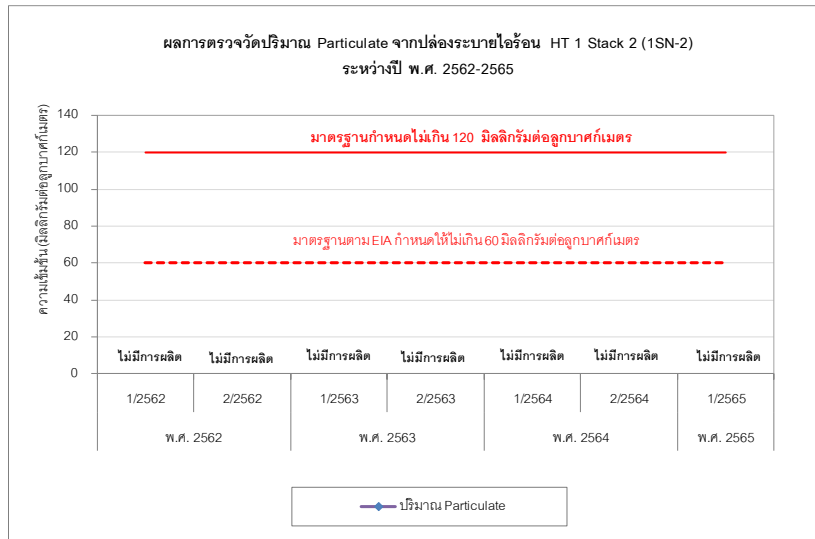 ผลการตรวจวัดปริมาณ Particulate จากปล่องระบายไอร้อน HT 1 Stack 2 (1SN-2)
ระหว่างปี พ.ศ. 2562-2565
ความเข้มข้น (มิลลิกรัมต่อลูกบาศก์เมตร)
140
120
100
80
60
40
20
0
มาตรฐานกำหนดไม่เกิน 120 มิลลิกรัมต่อลูกบาศก์เมตร
มาตรฐานตาม EIA กำหนดให้ไม่เกิน 60 มิลลิกรัมต่อลูกบาศก์เมตร
ไม่มีการผลิต ไม่มีการผลิต ไม่มีการผลิต ไม่มีการผลิต ไม่มีการผลิต ไม่มีการผลิต ไม่มีการผลิต
1/2562 2/2562 1/2563 2/2563 1/2564 2/2564 1/2565
พ.ศ. 2562 พ.ศ. 2563 พ.ศ. 2564 พ.ศ. 2565
ปริมาณ Particulate